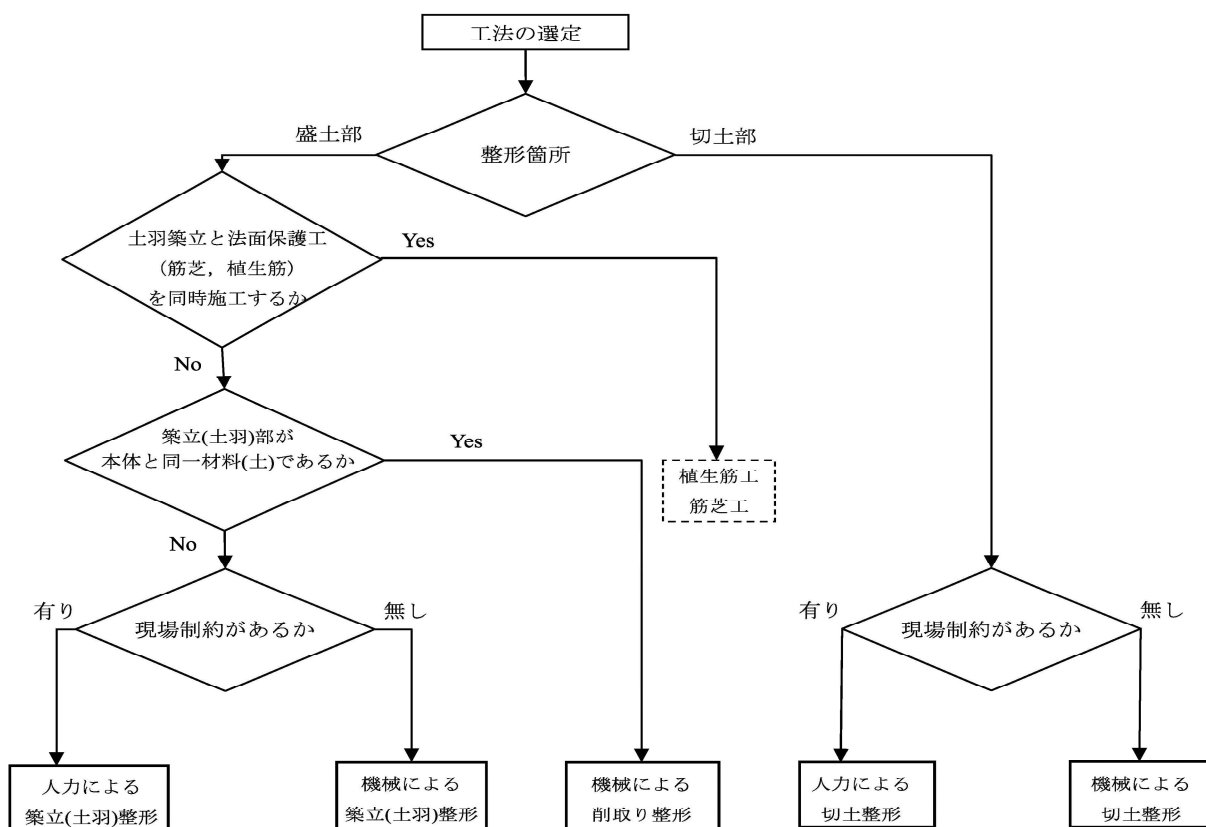 工法の選定
盛土部
切土部
整形箇所
土羽築立と法面保護工
（筋芝，植生筋）
を同時施工するか
Yes
No
築立(土羽)部が
本体と同一材料(土)であるか
Yes
植生筋工
筋芝工
No
有り
現場制約があるか
無し
有り
現場制約があるか
無し
人力による
築立(土羽)整形
機械による
築立(土羽)整形
機械による
削取り整形
人力による
切土整形
機械による
切土整形